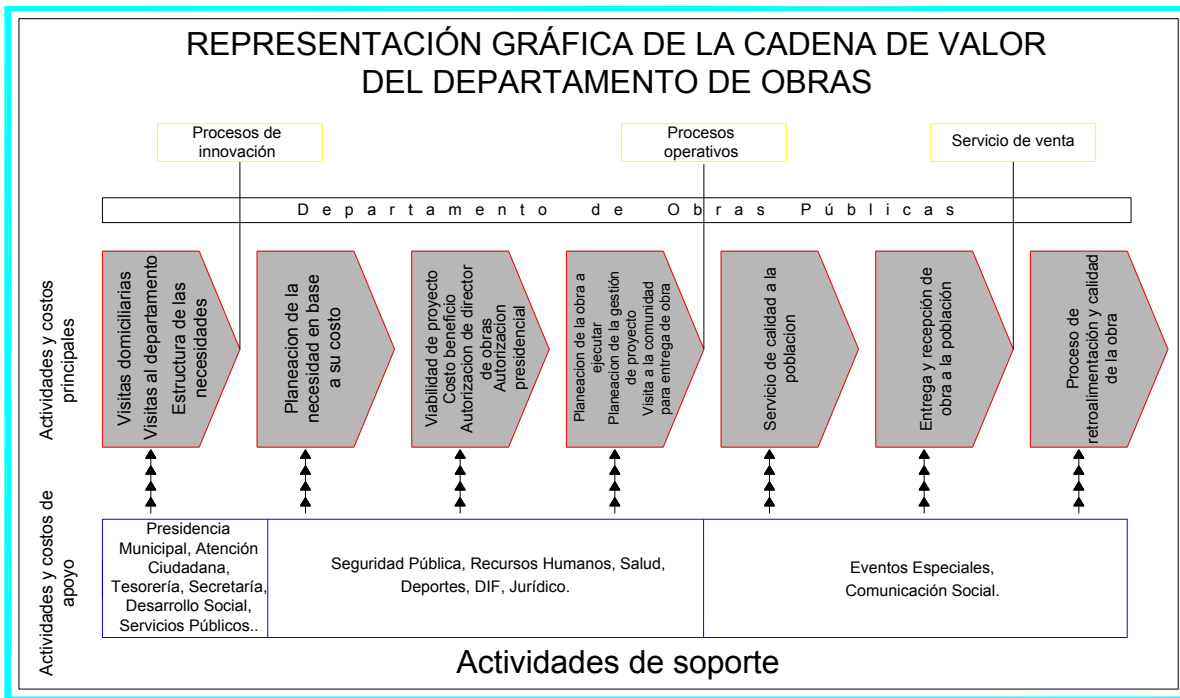 REPRESENTACIÓN GRÁFICA DE LA CADENA DE VALOR
DEL DEPARTAMENTO DE OBRAS
Procesos de
innovación
Procesos
operativos
Servicio de venta
Departamento de Obras Públicas
Actividades y costos
principales
Visitas domiciliarias
Visitas al departamento
Estructura de las
necesidades
Planeacion de la
necesidad en base
a su costo
Viabilidad de proyecto
Costo beneficio
Autorizacion de director
de obras
Autorizacion
presidencial
Planeacion de la obra a
ejecutar
Planeacion de la gestión
de proyecto
Visita a la comunidad
para entrega de obra
Servicio de calidad a la
poblacion
Entrega y recepción de
obra a la población
Proceso de
retroalimentación y calidad
de la obra
Actividades y costos de
apoyo
Presidencia
Municipal, Atención
Ciudadana,
Tesorería, Secretaría,
Desarrollo Social,
Servicios Públicos..
Seguridad Pública, Recursos Humanos, Salud,
Deportes, DIF, Jurídico.
Eventos Especiales,
Comunicación Social.
Actividades de soporte